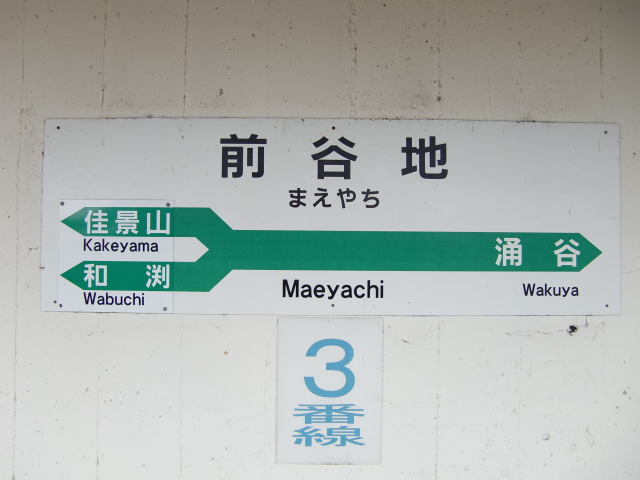 前谷地
まえやち
佳景山
Kakeyama
和渕
Wabuchi
涌谷
Wakuya
Maeyachi
3
番
線